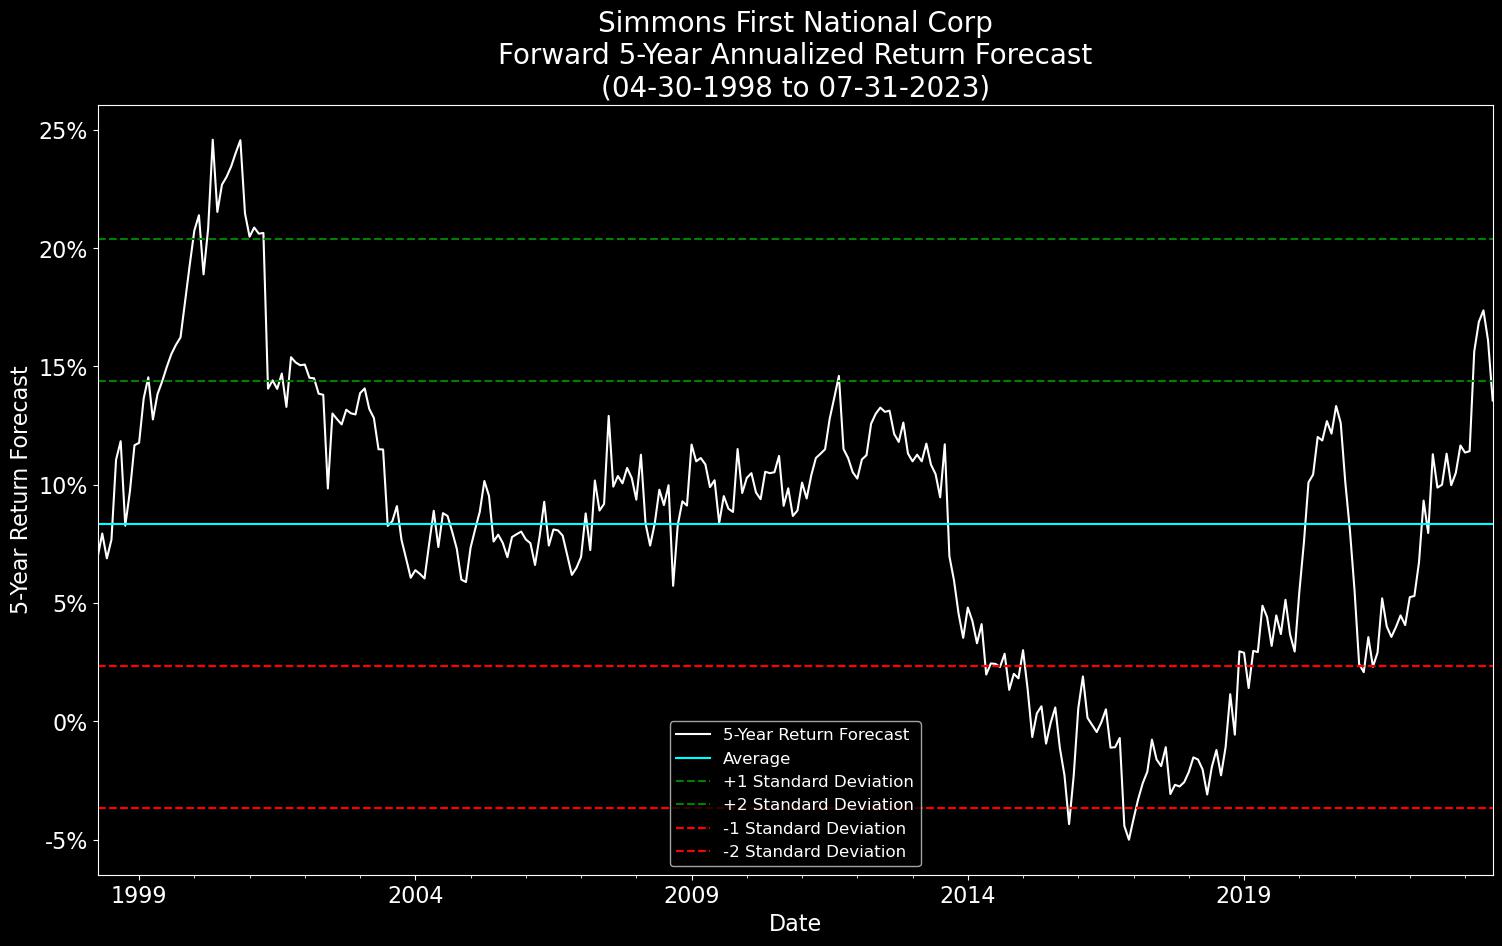 Simmons First National Corp
Forward 5-Year Annualized Return Forecast
(04-30-1998 to 07-31-2023)
5-Year Return Forecast
25%
20%
15%
10%
5%
0%
-5%
5-Year Return Forecast
Average
+1 Standard Deviation
+2 Standard Deviation
-1 Standard Deviation
-2 Standard Deviation
1999
2004
2009
2014
2019
Date